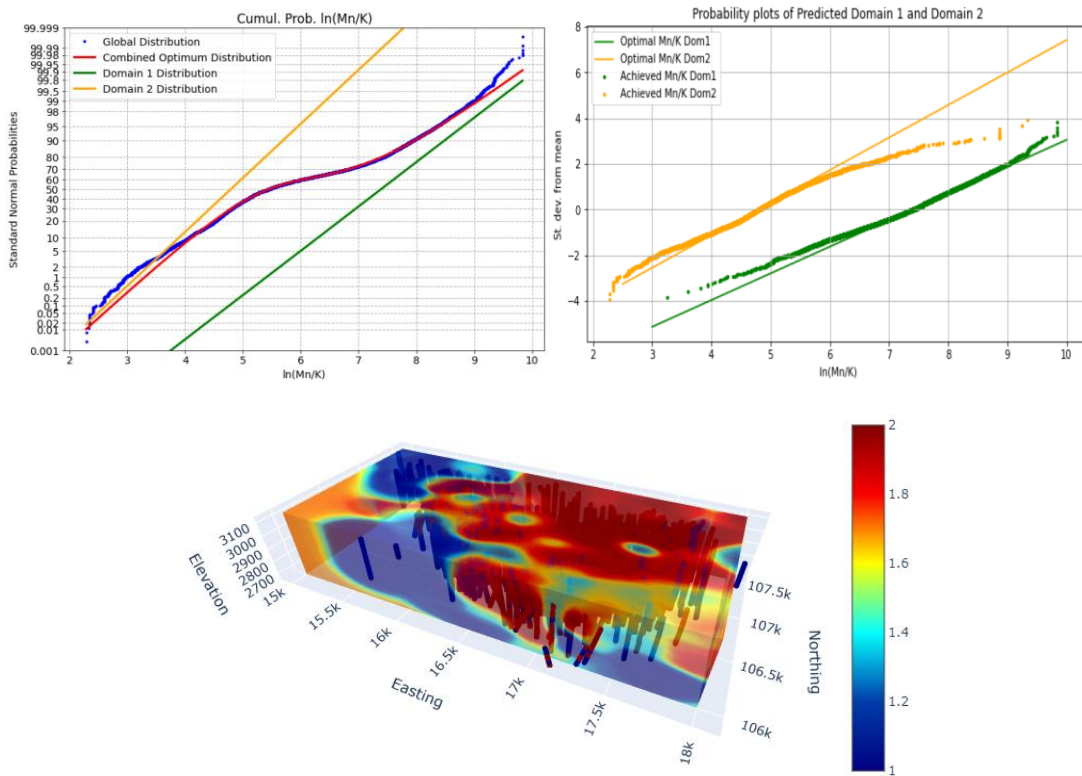 Cumul. Prob. ln(Mn/K)
99.999
99.99
99.98
99.95
99.9
99.8
99.5
99
98
95
90
80
70
60
50
40
30
20
10
5
2
1
0.5
0.2
0.1
0.05
0.02
0.01
0.001
Standard Normal Probabilities
Global Distribution
Combined Optimum Distribution
Domain 1 Distribution
Domain 2 Distribution
2 3 4 5 6 7 8 9 10
ln(Mn/K)
Probability plots of Predicted Domain 1 and Domain 2
8
6
4
2
0
−2
−4
St. dev. from mean
Optimal Mn/K Dom1
Optimal Mn/K Dom2
Achieved Mn/K Dom1
Achieved Mn/K Dom2
2 3 4 5 6 7 8 9 10
ln(Mn/K)
3100
3000
2900
2800
2700
Elevation
15k
15.5k
16k
16.5k
17k
17.5k
18k
Easting
107.5k
107k
106.5k
106k
Northing
2
1.8
1.6
1.4
1.2
1